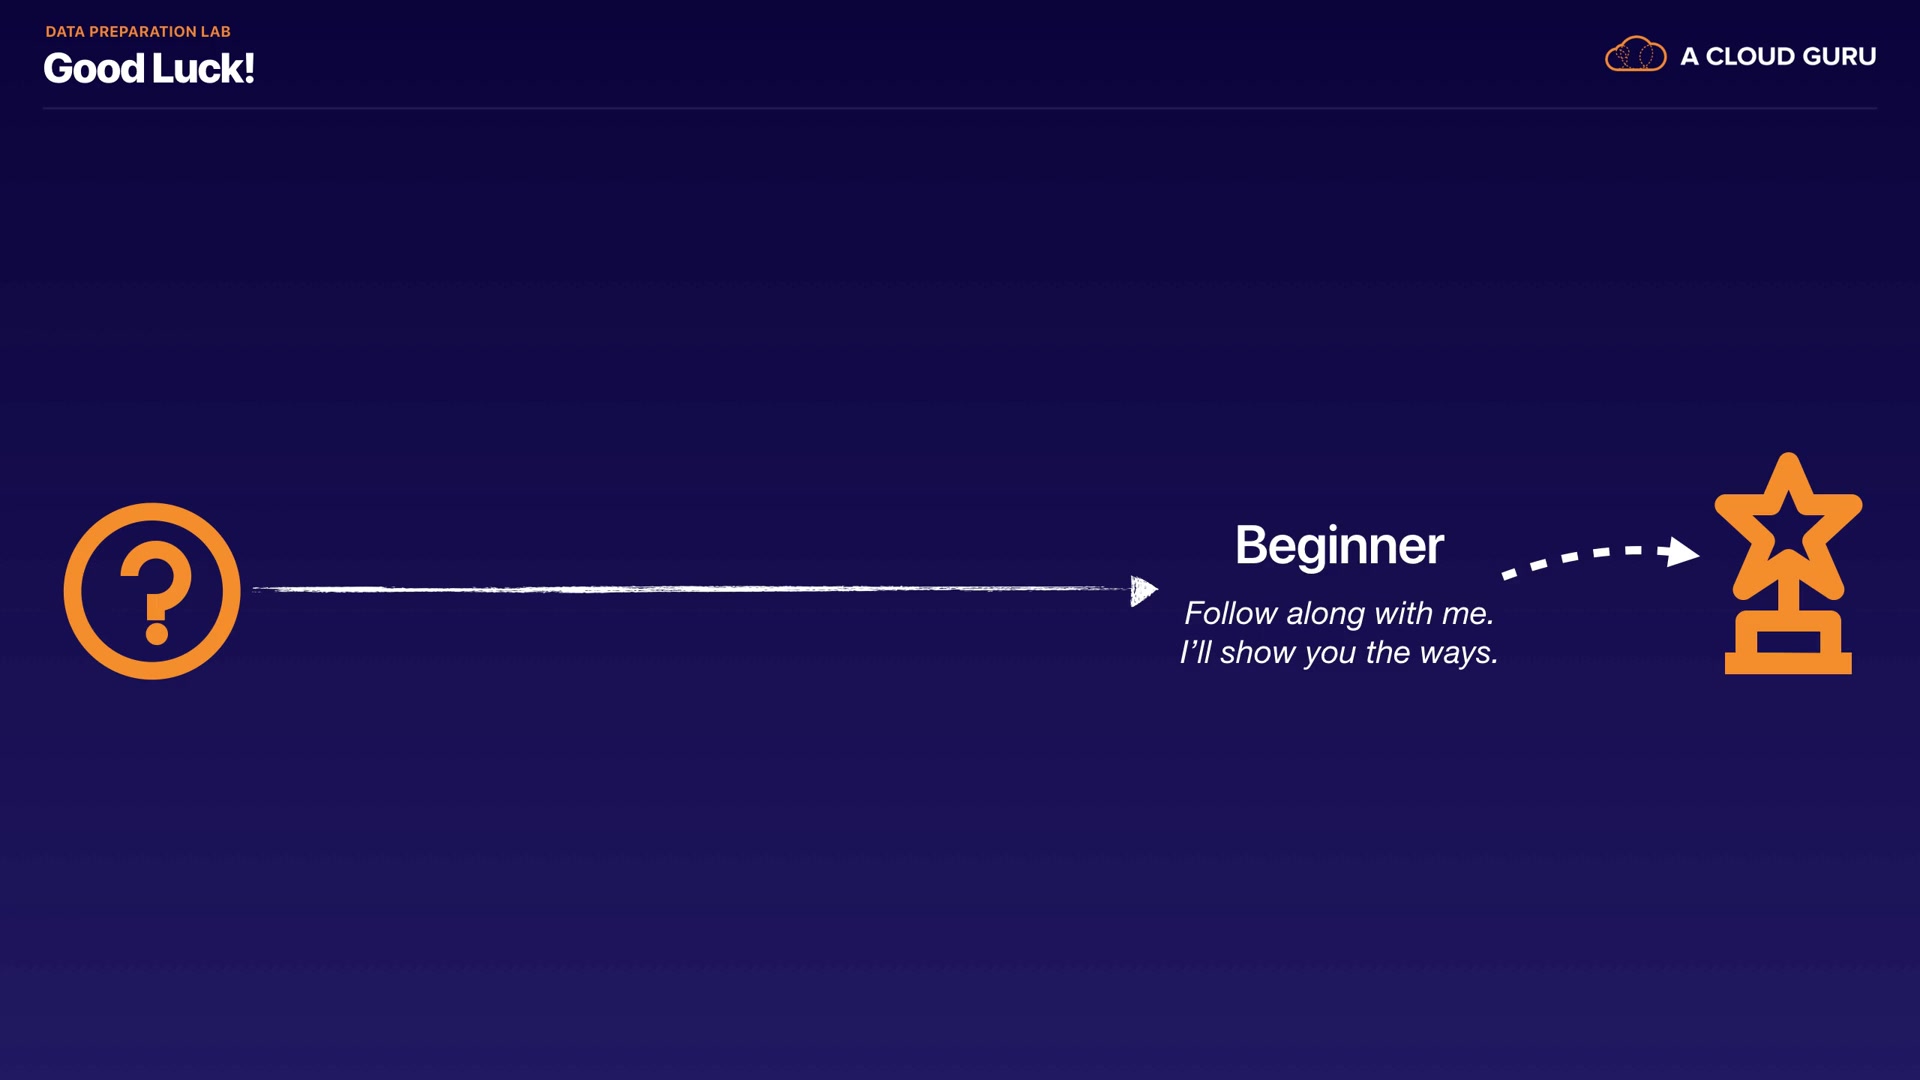 DATA PREPARATION LAB
Good Luck!
A CLOUD GURU
?
Beginner
Follow along with me.
I’ll show you the ways.